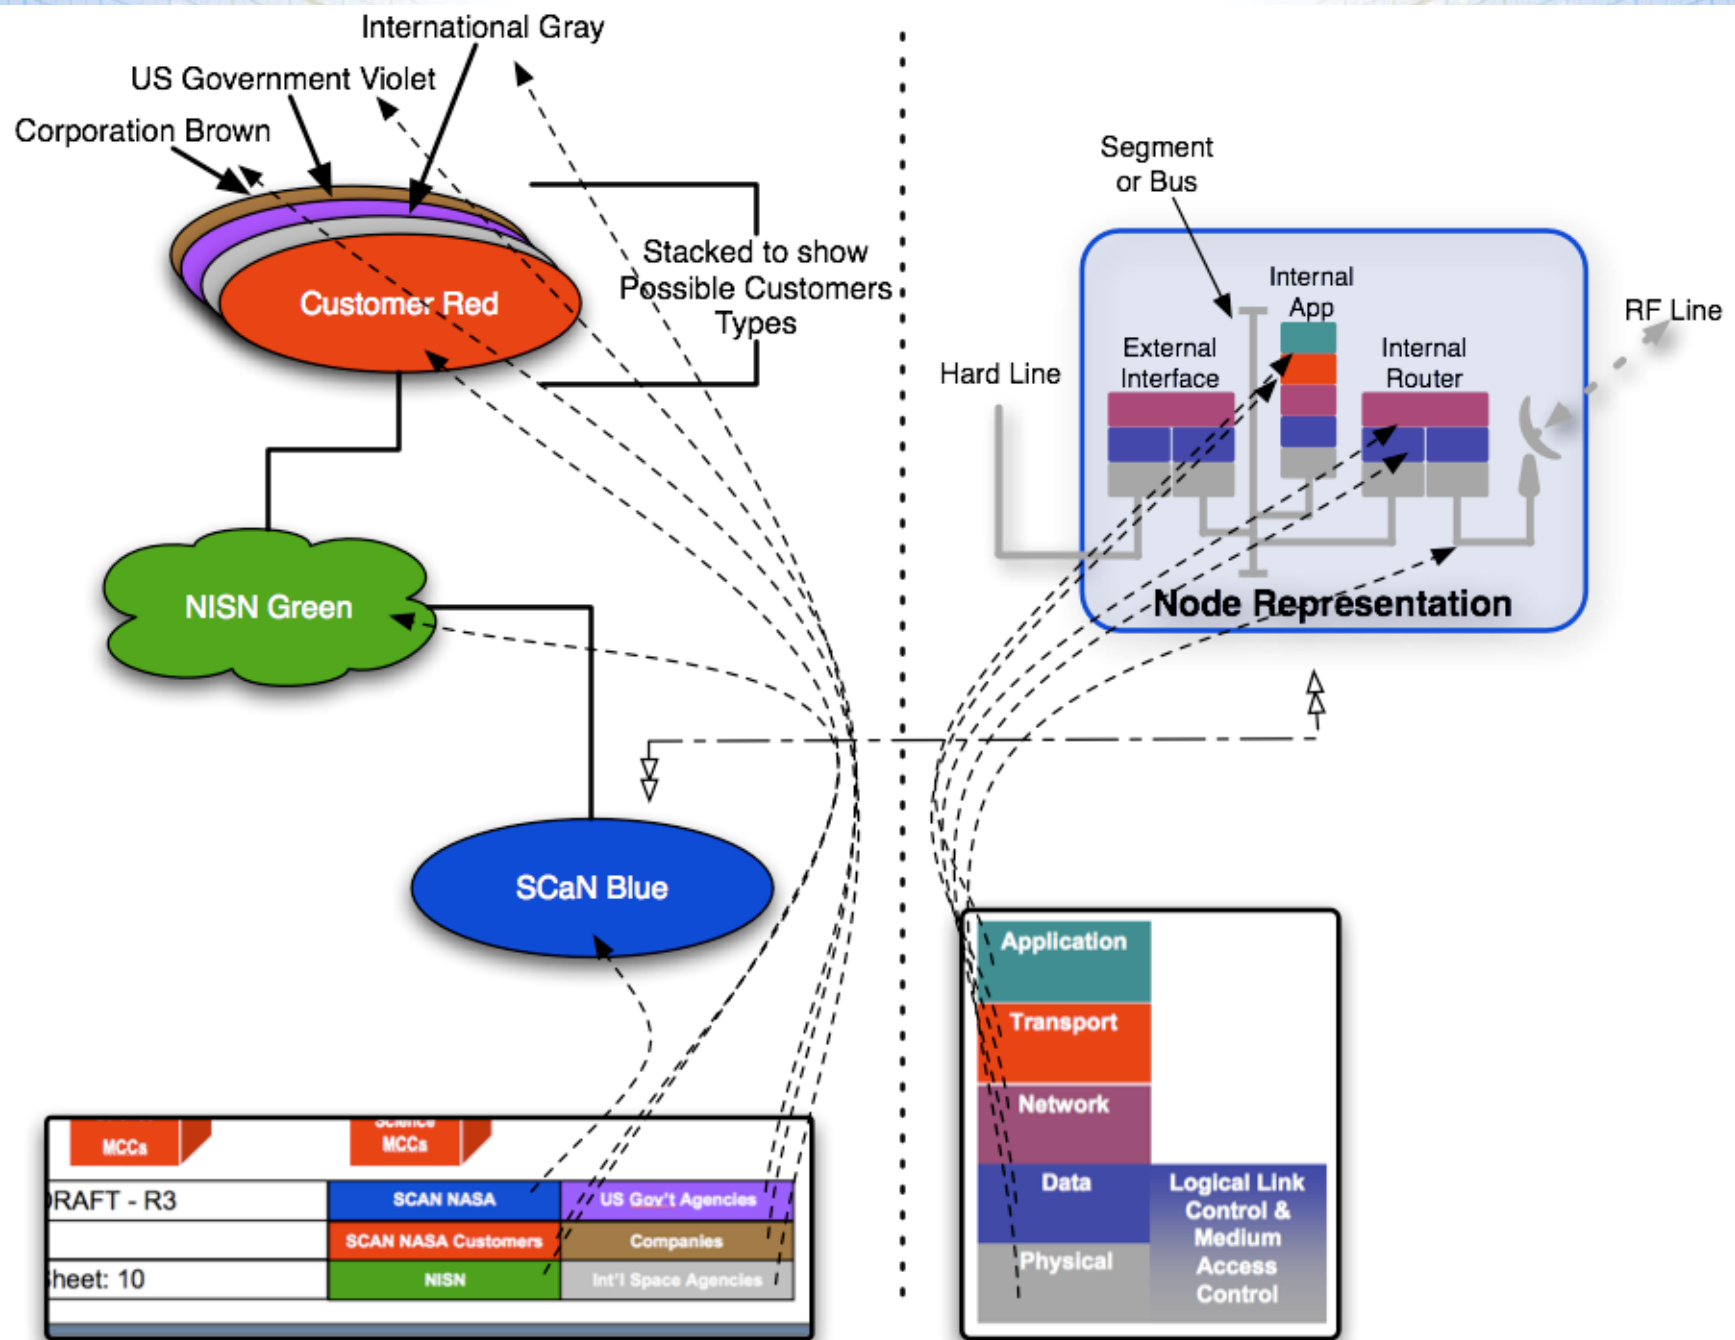 International Gray
US Government Violet
Corporation Brown
Customer Red
Stacked to show
Possible Customers
Types
NISN Green
SCaN Blue
MCCs
Science
MCCs
DRAFT - R3
SCAN NASA
US Gov't Agencies
SCAN NASA Customers
Companies
Sheet: 10
NISN
Int'l Space Agencies
Segment
or Bus
Internal
App
RF Line
External
Interface
Internal
Router
Hard Line
Node Representation
Application
Transport
Network
Data
Physical
Logical Link
Control &
Medium
Access
Control